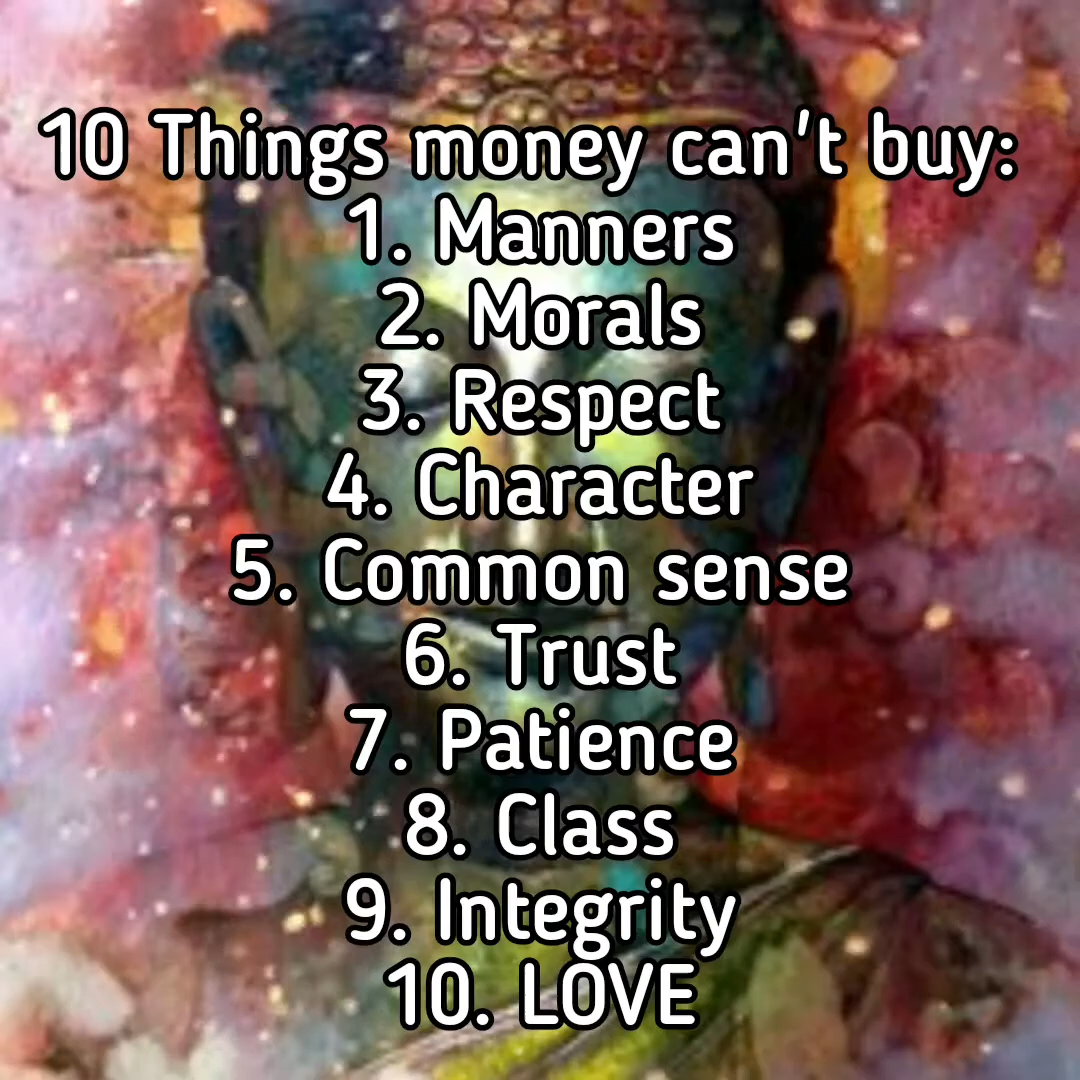 10 Things money can't buy:
1. Manners
2. Morals
3. Respect
4. Character
5. Common sense
6. Trust
7. Patience
8. Class
9. Integrity
10. LOVE